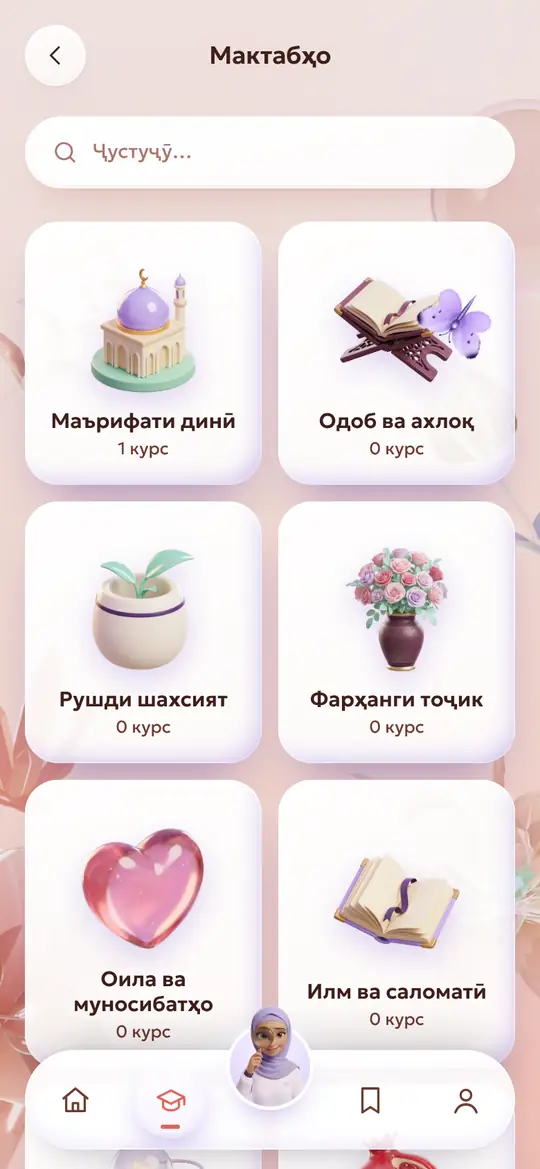 Мактабҳо
Ҷустуҷӯ...
Маърифати динӣ
1 курс
Одоб ва ахлоқ
0 курс
Рушди шахсият
0 курс
Фарҳанги тоҷик
0 курс
Оила ва
муносибатҳо
0 курс
Илм ва саломатӣ
0 курс